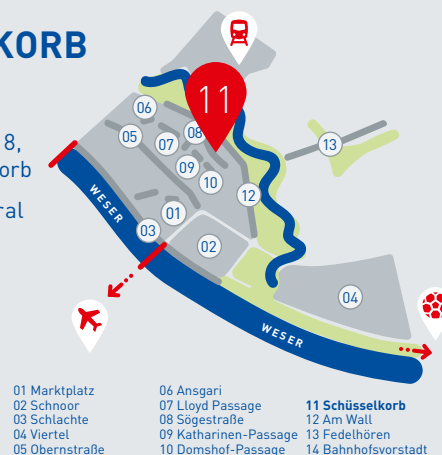 KORB
8,
orb
ral
11
06
05
07
08
09
10
13
12
01
03
02
04
WESER
WESER
01 Marktplatz
02 Schnoor
03 Schlachte
04 Viertel
05 Obernstraße
06 Ansgari
07 Lloyd Passage
08 Sögestraße
09 Katharinen-Passage
10 Domshof-Passage
11 Schüsselkorb
12 Am Wall
13 Fedelhören
14 Bahnhofsvorstadt